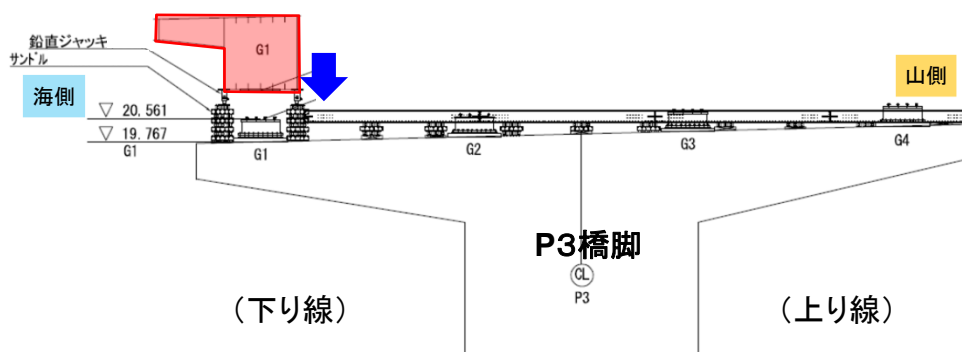 G1
鉛直ジャッキ
サンドル
海側
山側
▽ 20.561
▽ 19.767
G1
G1
G2
G3
G4
P3橋脚
CL
P3
（下り線）
（上り線）